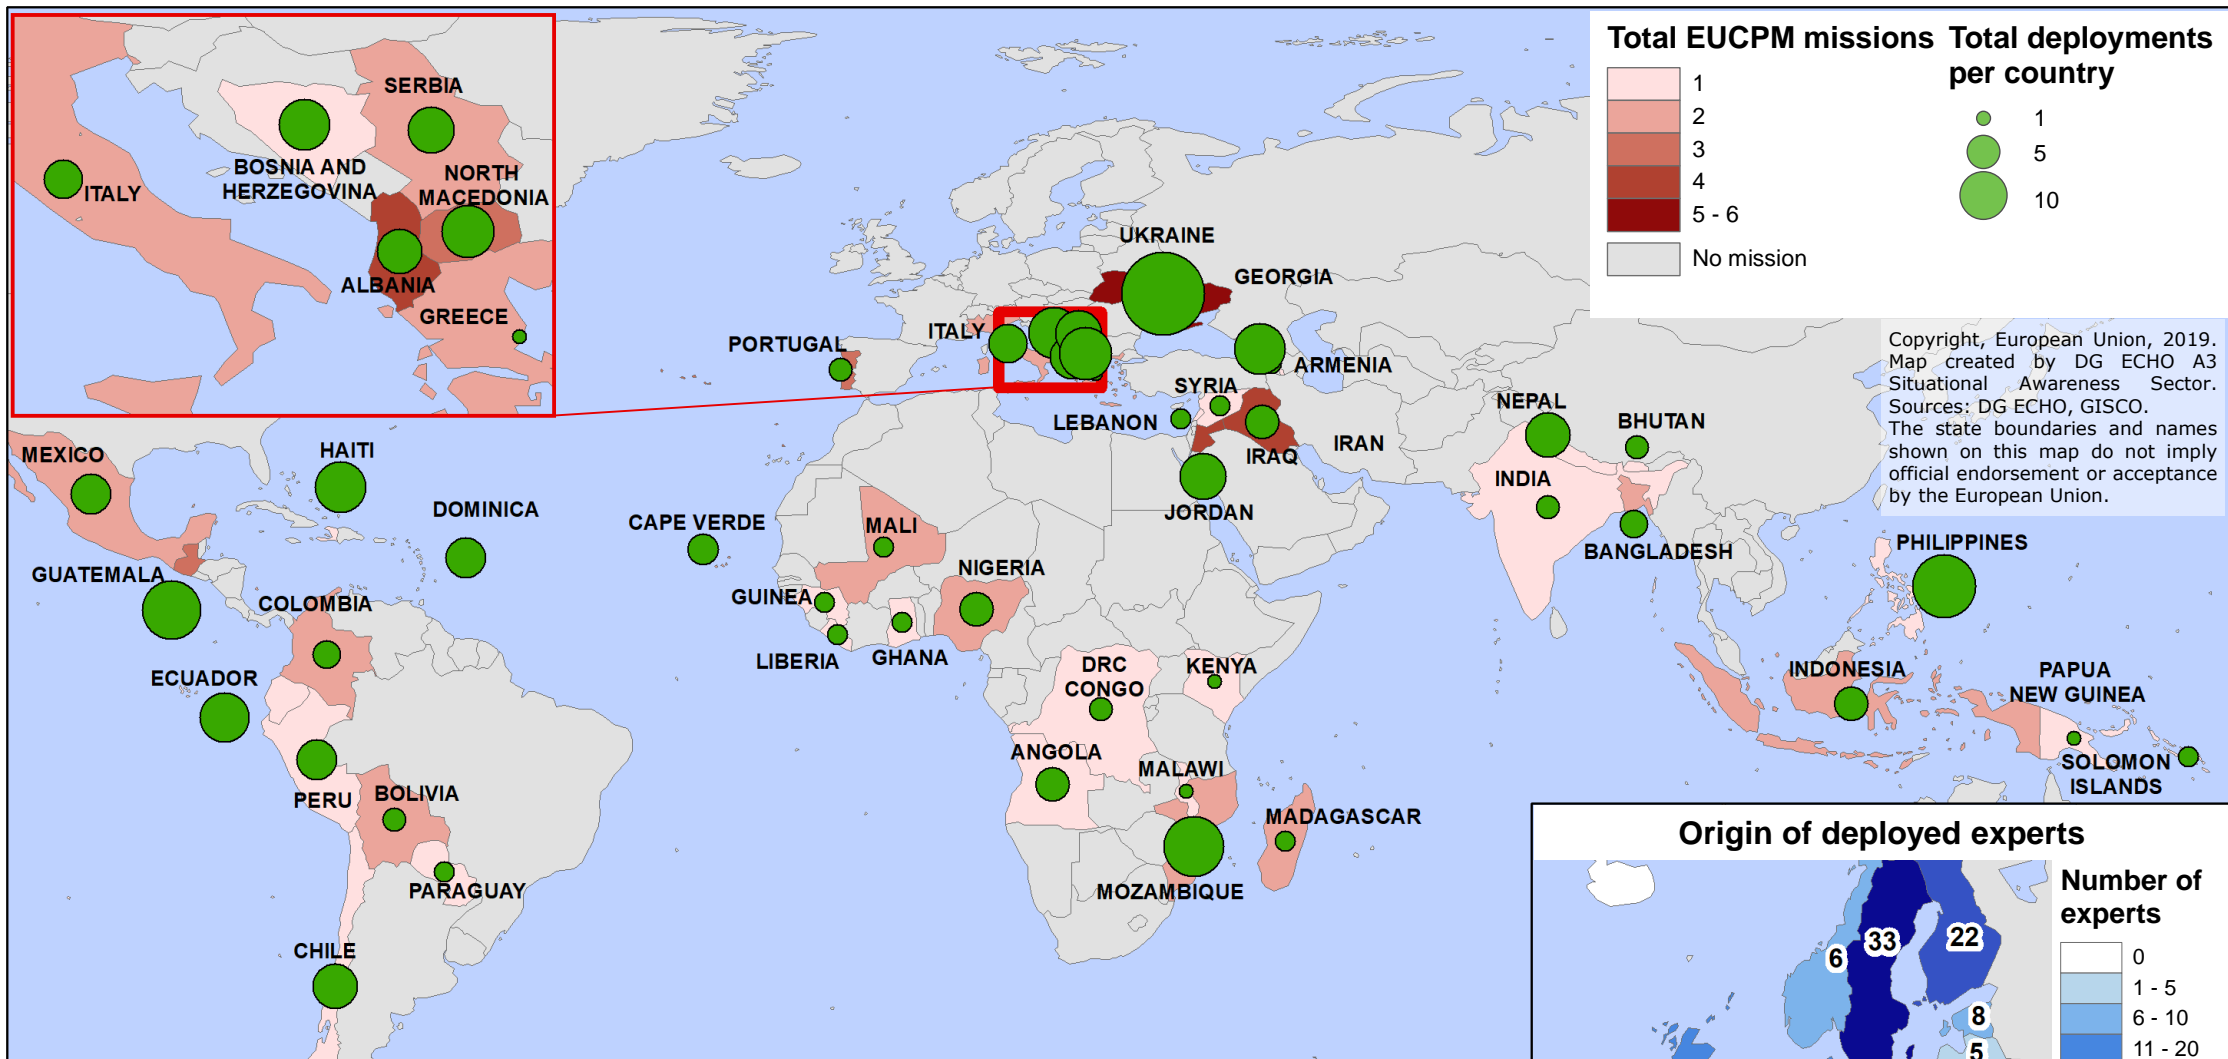 SERBIA
BOSNIA AND
HERZEGOVINA
NORTH
MACEDONIA
ITALY
ALBANIA
GREECE
Total EUCPM missions
1
2
3
4
5 - 6
No mission
Total deployments
per country
1
5
10
Copyright, European Union, 2019.
Map created by DG ECHO A3
Situational Awareness Sector.
Sources: DG ECHO, GISCO.
The state boundaries and names
shown on this map do not imply
official endorsement or acceptance
by the European Union.
UKRAINE
GEORGIA
ITALY
PORTUGAL
ARMENIA
SYRIA
LEBANON
IRAN
IRAQ
JORDAN
NEPAL
BHUTAN
INDIA
BANGLADESH
PHILIPPINES
MEXICO
HAITI
DOMINICA
CAPE VERDE
MALI
GUATEMALA
COLOMBIA
GUINEA
NIGERIA
LIBERIA
GHANA
ECUADOR
DRC
CONGO
KENYA
INDONESIA
PAPUA
NEW GUINEA
SOLOMON
ISLANDS
ANGOLA
MALAWI
PERU
BOLIVIA
MADAGASCAR
PARAGUAY
MOZAMBIQUE
CHILE
Origin of deployed experts
Number of
experts
0
1 - 5
6 - 10
11 - 20
6
33
22
8
5